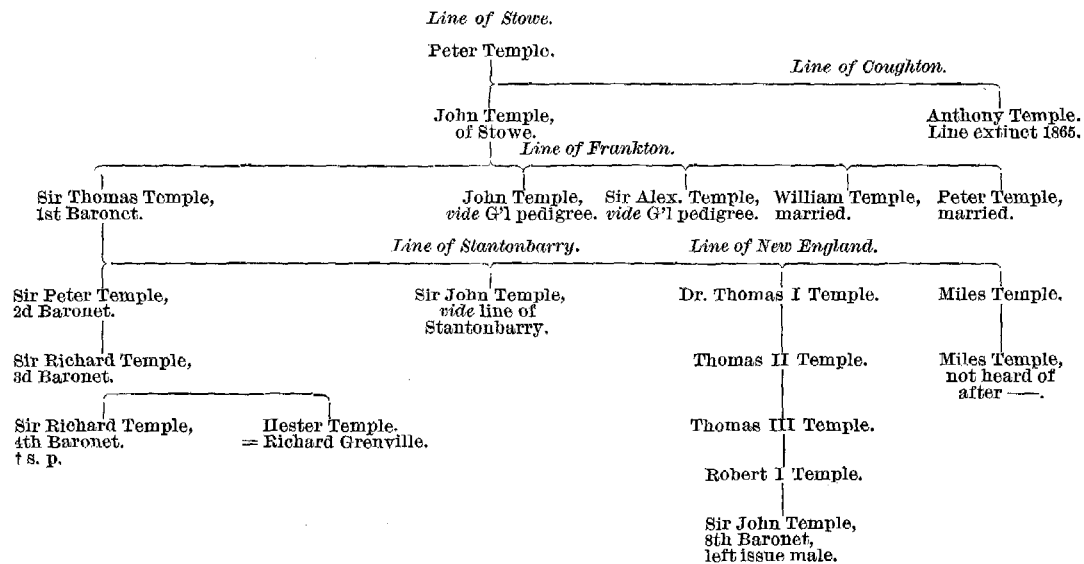 Line of Stowe.
Peter Temple.
Line of Coughton.
John Temple,
of Stowe.
Anthony Temple.
Line extinct 1865.
Line of Frankton.
Sir Thomas Temple,
1st Baronet.
John Temple,
vide G'l pedigree.
Sir Alex. Temple,
vide G'l pedigree.
William Temple,
married.
Peter Temple,
married.
Line of Stantonbarry.
Line of New England.
Sir Peter Temple,
2d Baronet.
Sir John Temple,
vide line of
Stantonbarry.
Dr. Thomas I Temple.
Miles Temple.
Sir Richard Temple,
3d Baronet.
Thomas II Temple.
Miles Temple,
not heard of
after —.
Sir Richard Temple,
4th Baronet.
† s. p.
Hester Temple.
= Richard Grenville.
Thomas III Temple.
Robert I Temple.
Sir John Temple,
8th Baronet,
left issue male.